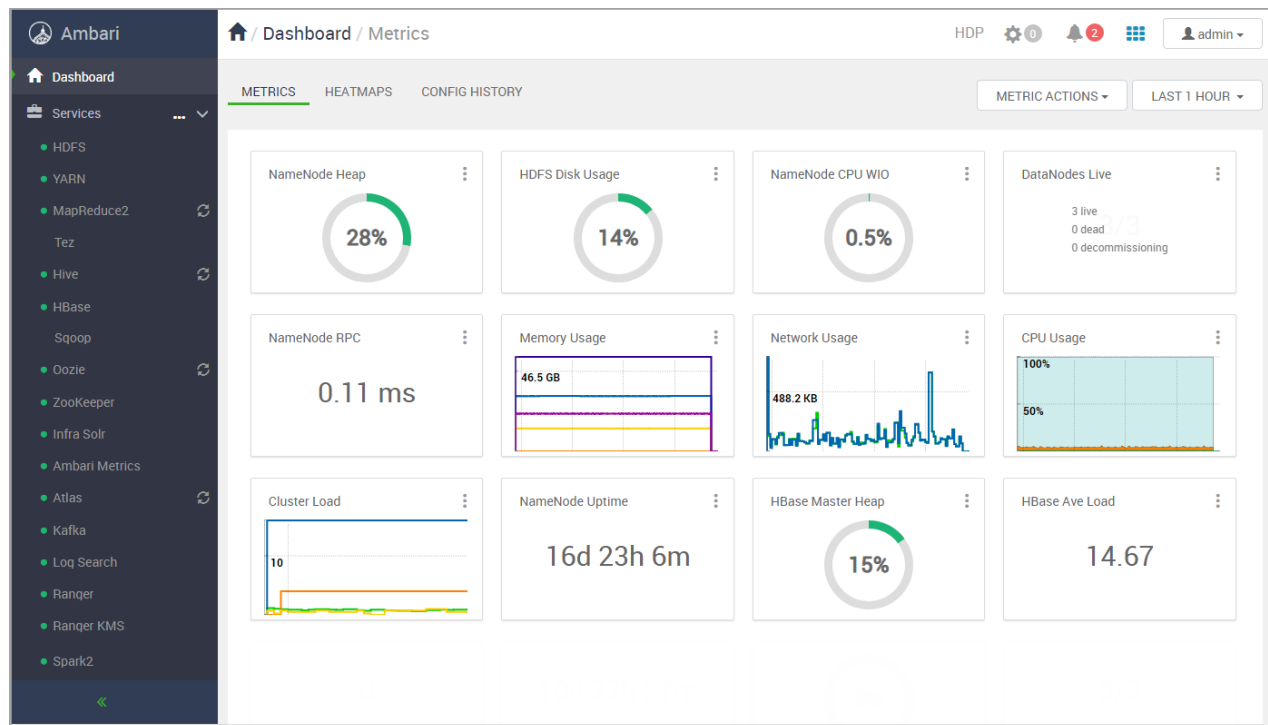 Ambari
/ Dashboard / Metrics
HDP
0
2
admin
Dashboard
Services
HDFS
YARN
MapReduce2
Tez
Hive
HBase
Sqoop
Oozie
ZooKeeper
Infra Solr
Ambari Metrics
Atlas
Kafka
Log Search
Ranger
Ranger KMS
Spark2
METRICS
HEATMAPS
CONFIG HISTORY
METRIC ACTIONS
LAST 1 HOUR
NameNode Heap
28%
HDFS Disk Usage
14%
NameNode CPU WIO
0.5%
DataNodes Live
3/3
3 live
0 dead
0 decommissioning
NameNode RPC
0.11 ms
Memory Usage
46.5 GB
Network Usage
488.2 KB
CPU Usage
100%
50%
Cluster Load
10
NameNode Uptime
16d 23h 6m
HBase Master Heap
15%
HBase Ave Load
14.67